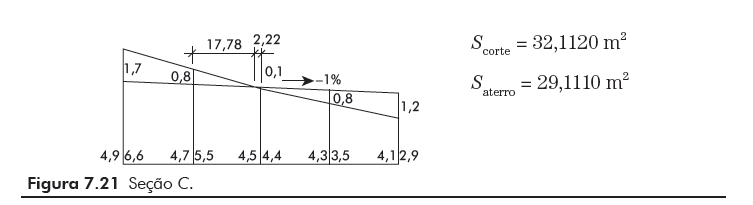 17,78 2,22
S corte = 32,1120 m²
1,7 0,8 0,1 –1%
S aterro = 29,1110 m²
0,8 1,2
4,9 6,6 4,7 5,5 4,5 4,4 4,3 3,5 4,1 2,9
Figura 7.21 Seção C.